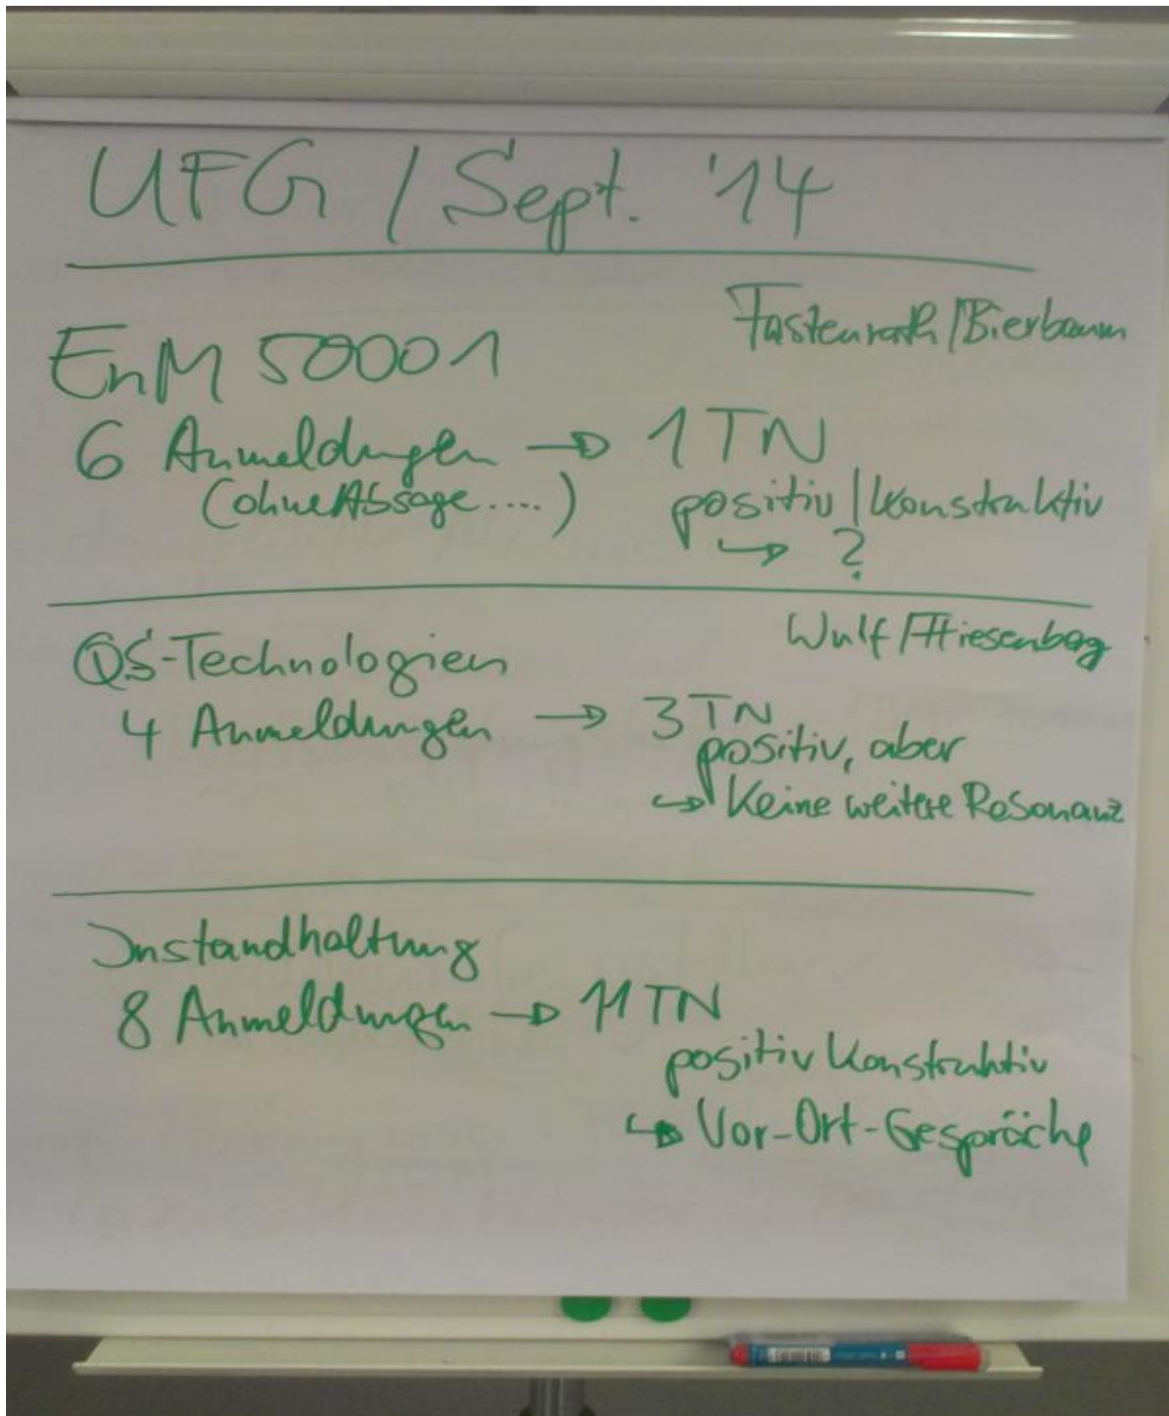 UFG / Sept. '14
Fastenrath / Bierbaum
EnM 50001
6 Anmeldungen → 1 TN
(ohne Absage....) positiv / konstruktiv
↳ ?
Wulf /
QS-Technologien
4 Anmeldungen → 3 TN
positiv, aber
↳ Keine weitere Resonanz
Instandhaltung
8 Anmeldungen → 11 TN
positiv Konstruktiv
↳ Vor-Ort-Gespräche